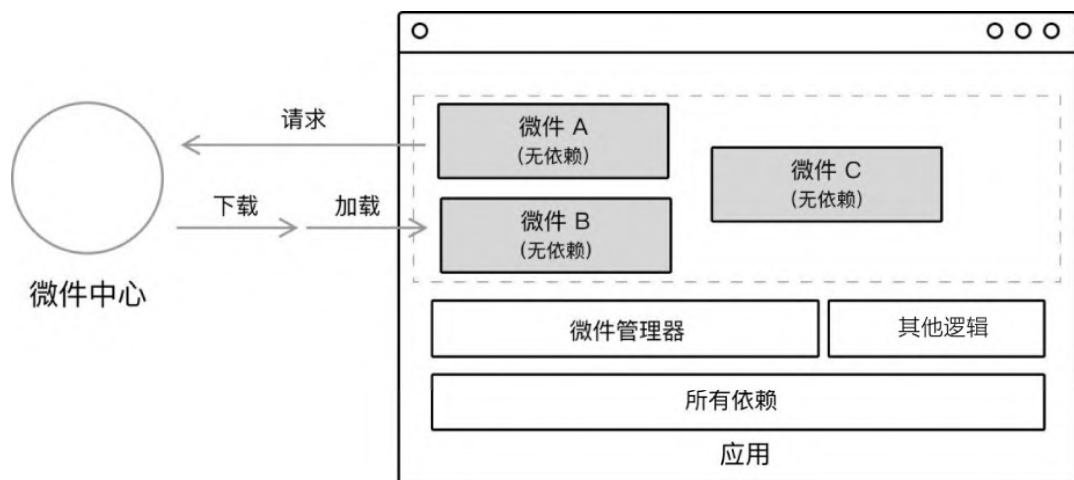 请求
下载
加载
微件中心
微件 A
(无依赖)
微件 B
(无依赖)
微件 C
(无依赖)
微件管理器
其他逻辑
所有依赖
应用